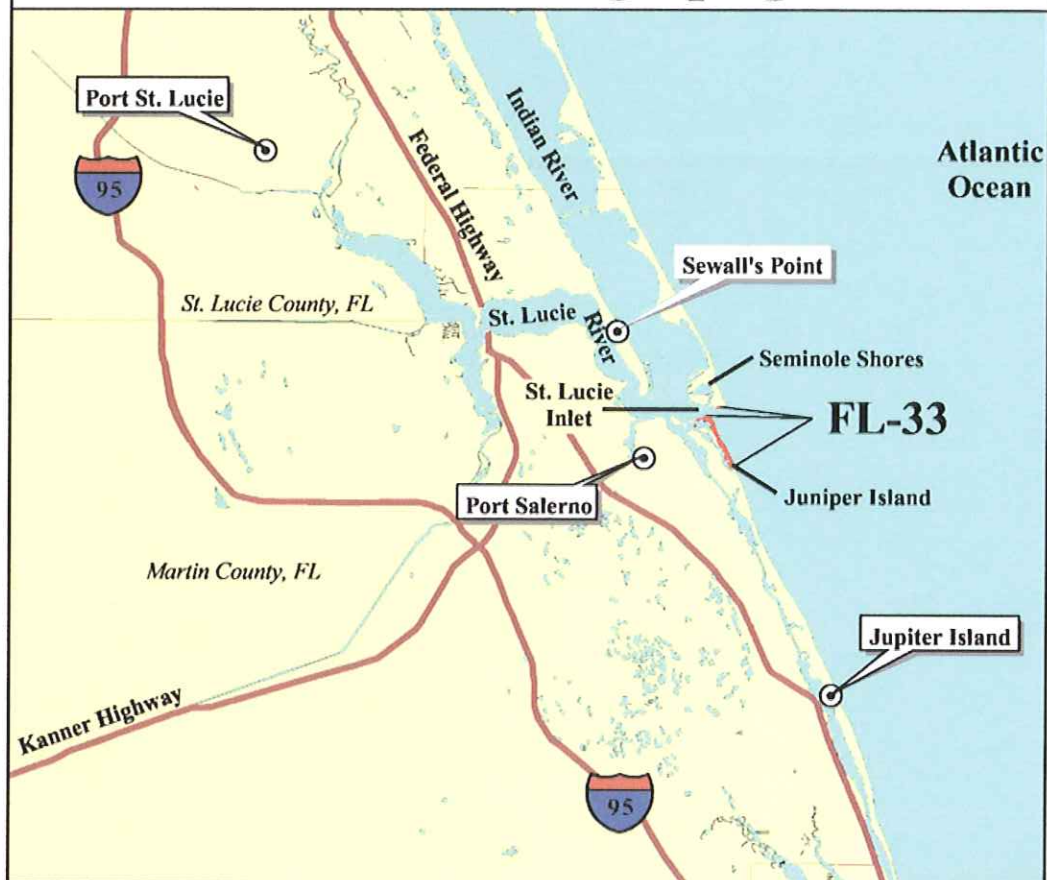 Port St. Lucie
95
Federal Highway
Indian River
Atlantic
Ocean
Sewall's Point
St. Lucie County, FL
St. Lucie River
Seminole Shores
St. Lucie
Inlet
FL-33
Juniper Island
Port Salerno
Martin County, FL
Jupiter Island
Kanner Highway
95